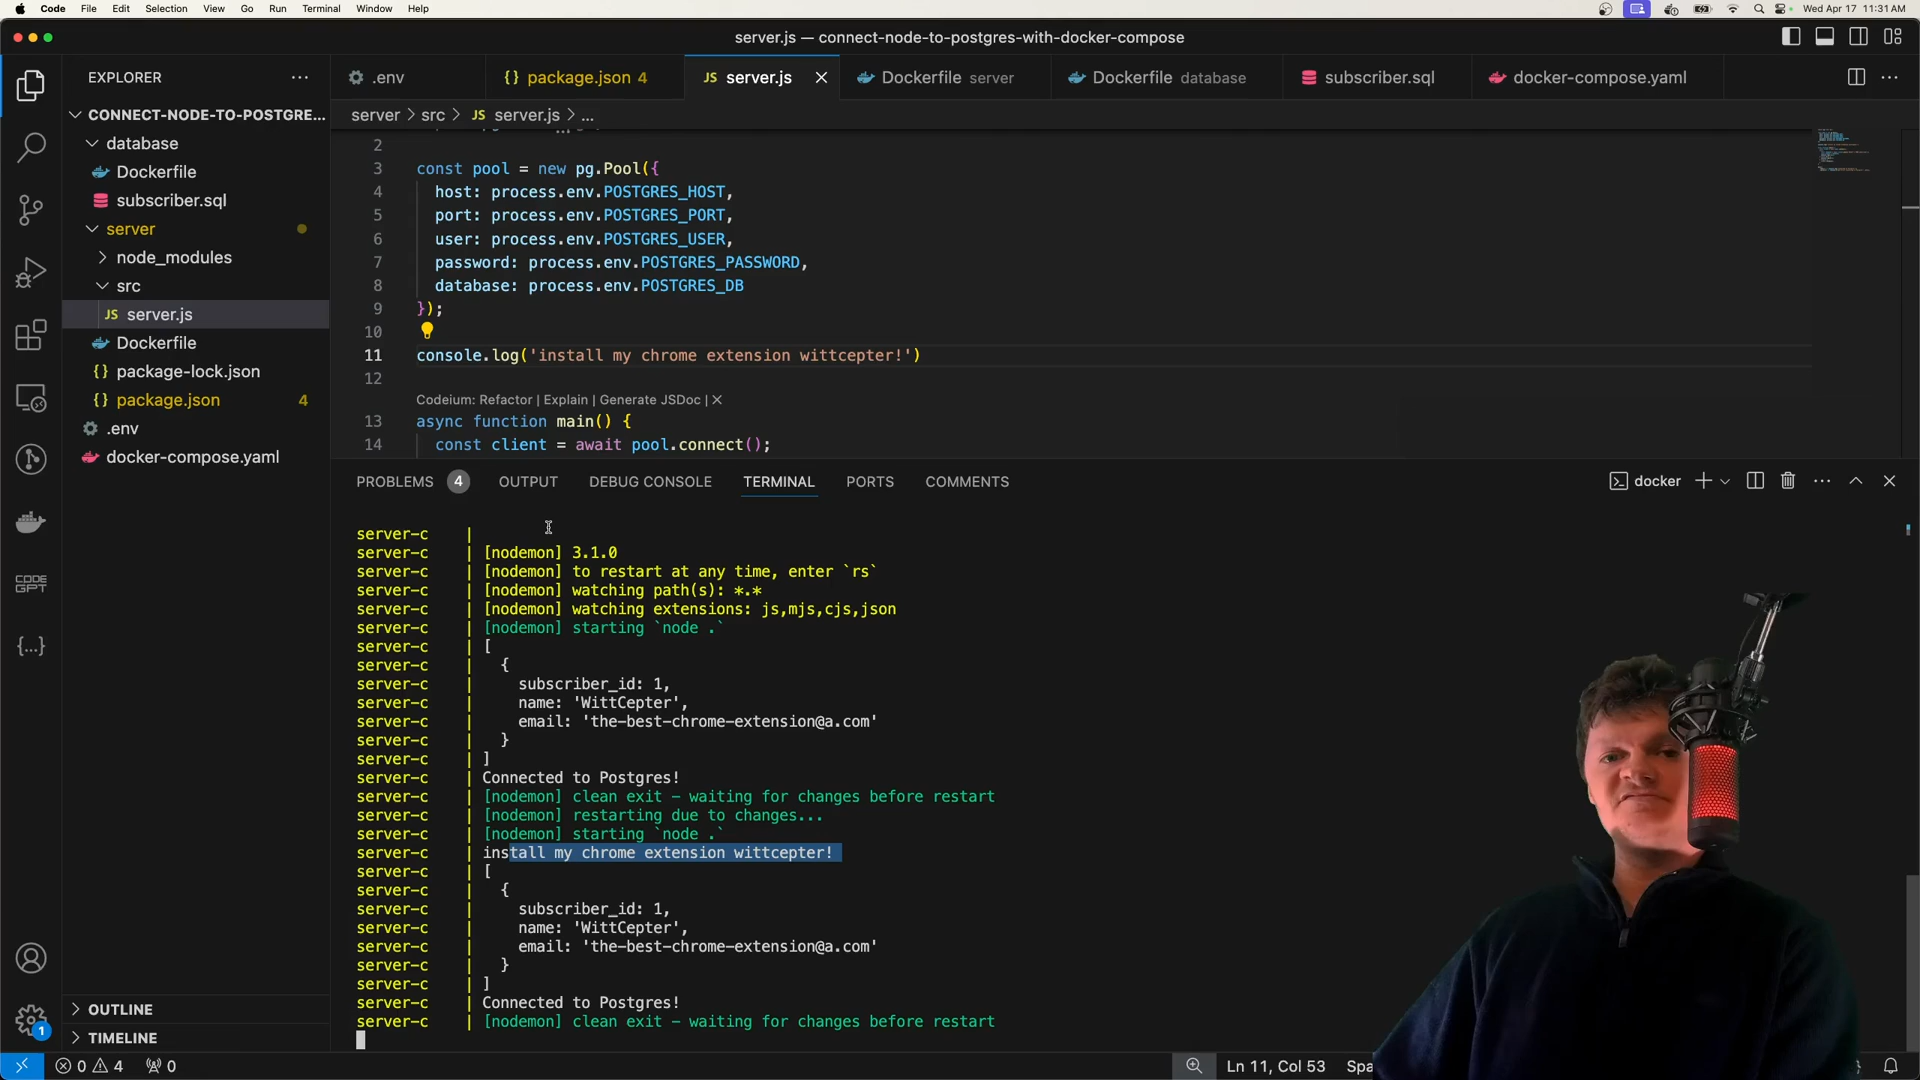 Code File Edit Selection View Go Run Terminal Window Help Wed Apr 17 11:31AM
server.js — connect-node-to-postgres-with-docker-compose
EXPLORER
.env package.json 4 server.js Dockerfile server Dockerfile database subscriber.sql docker-compose.yaml
server > src > JS server.js > ...
CONNECT-NODE-TO-POSTGRE...
database
Dockerfile
subscriber.sql
server
node_modules
src
JS server.js
Dockerfile
package-lock.json
package.json 4
.env
docker-compose.yaml
OUTLINE
TIMELINE
2
3 const pool = new pg.Pool({
4 host: process.env.POSTGRES_HOST,
5 port: process.env.POSTGRES_PORT,
6 user: process.env.POSTGRES_USER,
7 password: process.env.POSTGRES_PASSWORD,
8 database: process.env.POSTGRES_DB
9 });
10
11 console.log('install my chrome extension wittcepter!')
12
Codeium: Refactor | Explain | Generate JSDoc | X
13 async function main() {
14 const client = await pool.connect();
PROBLEMS 4 OUTPUT DEBUG CONSOLE TERMINAL PORTS COMMENTS docker
server-c |
server-c | [nodemon] 3.1.0
server-c | [nodemon] to restart at any time, enter `rs`
server-c | [nodemon] watching path(s): *.*
server-c | [nodemon] watching extensions: js,mjs,cjs,json
server-c | [nodemon] starting `node .`
server-c | [
server-c | {
server-c | subscriber_id: 1,
server-c | name: 'WittCepter',
server-c | email: 'the-best-chrome-extension@a.com'
server-c | }
server-c | ]
server-c | Connected to Postgres!
server-c | [nodemon] clean exit - waiting for changes before restart
server-c | [nodemon] restarting due to changes...
server-c | [nodemon] starting `node .`
server-c | install my chrome extension wittcepter!
server-c | [
server-c | {
server-c | subscriber_id: 1,
server-c | name: 'WittCepter',
server-c | email: 'the-best-chrome-extension@a.com'
server-c | }
server-c | ]
server-c | Connected to Postgres!
server-c | [nodemon] clean exit - waiting for changes before restart
CODE
GPT
1
0 4 0 Ln 11, Col 53